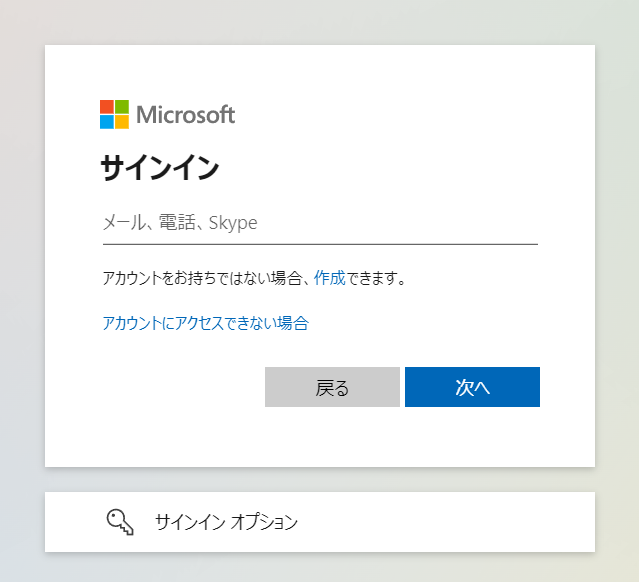 Microsoft
サインイン
メール、電話、Skype
アカウントをお持ちではない場合、作成できます。
アカウントにアクセスできない場合
戻る
次へ
サインイン オプション